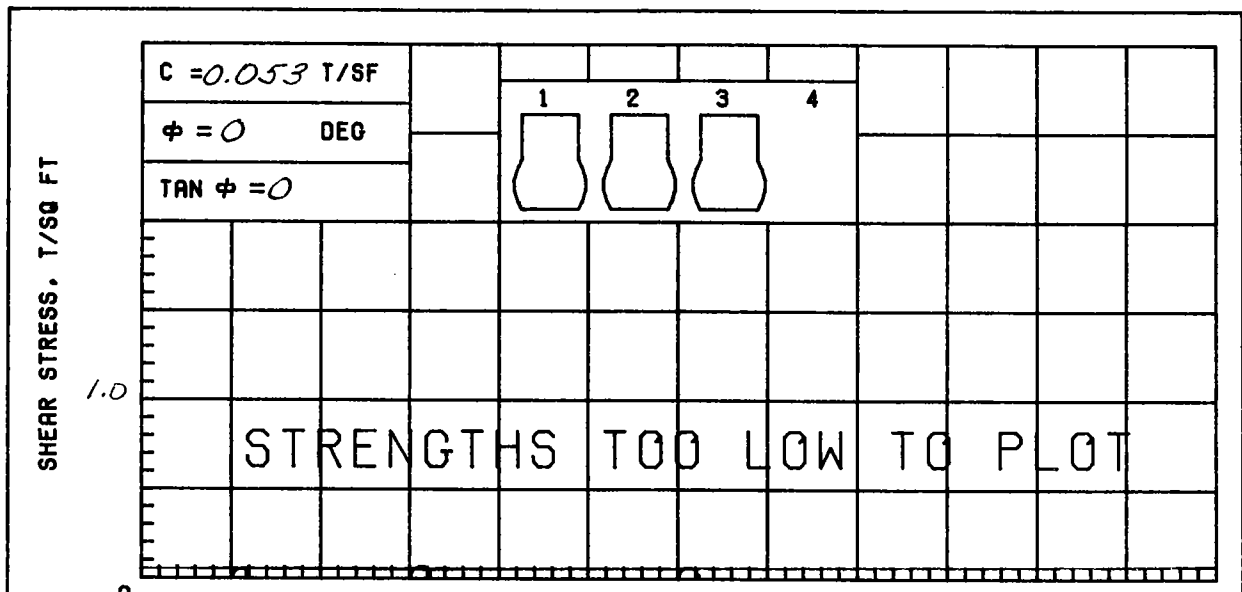 C = 0.053 T/SF
ϕ = 0 DEG
TAN ϕ = 0
1 2 3 4
SHEAR STRESS, T/SQ FT
1.0
STRENGTHS TOO LOW TO PLOT